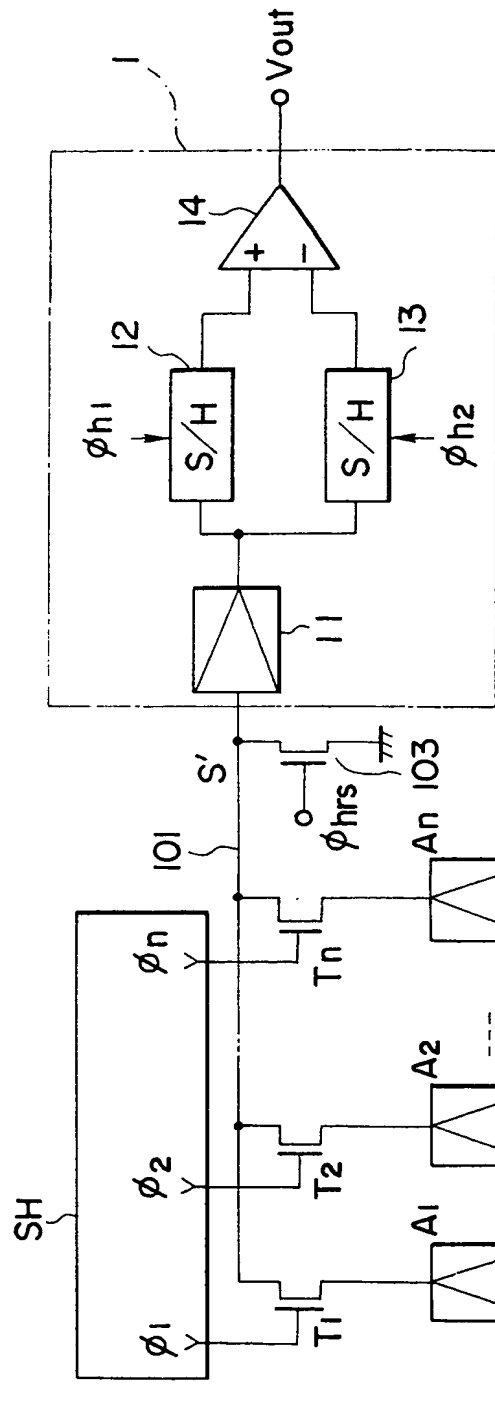 SH
φ1
φ2
φn
T1
T2
Tn
A1
A2
An
101
S'
φhrs
103
1
11
φh1
12
S/H
S/H
13
φh2
14
+
−
Vout